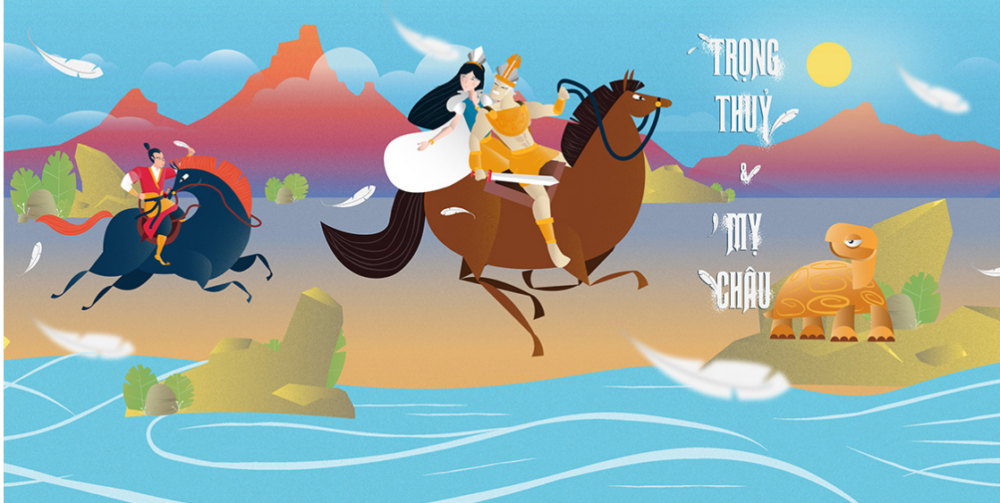 TRỌNG
THUỶ
&
MỴ
CHÂU